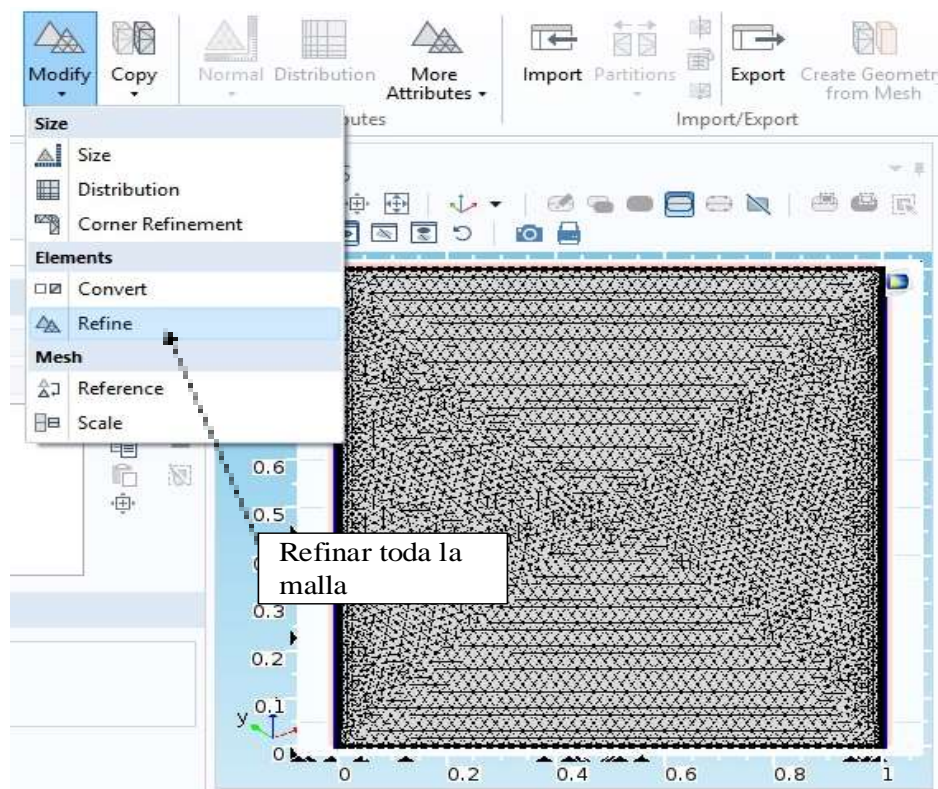 Modify Copy Normal Distribution More Attributes Import Partitions Export Create Geometry from Mesh
Import/Export
Size
Size
Distribution
Corner Refinement
Elements
Convert
Refine
Mesh
Reference
Scale
0.6
0.5
Refinar toda la
malla
0.3
0.2
0.1
y
0
0 0.2 0.4 0.6 0.8 1